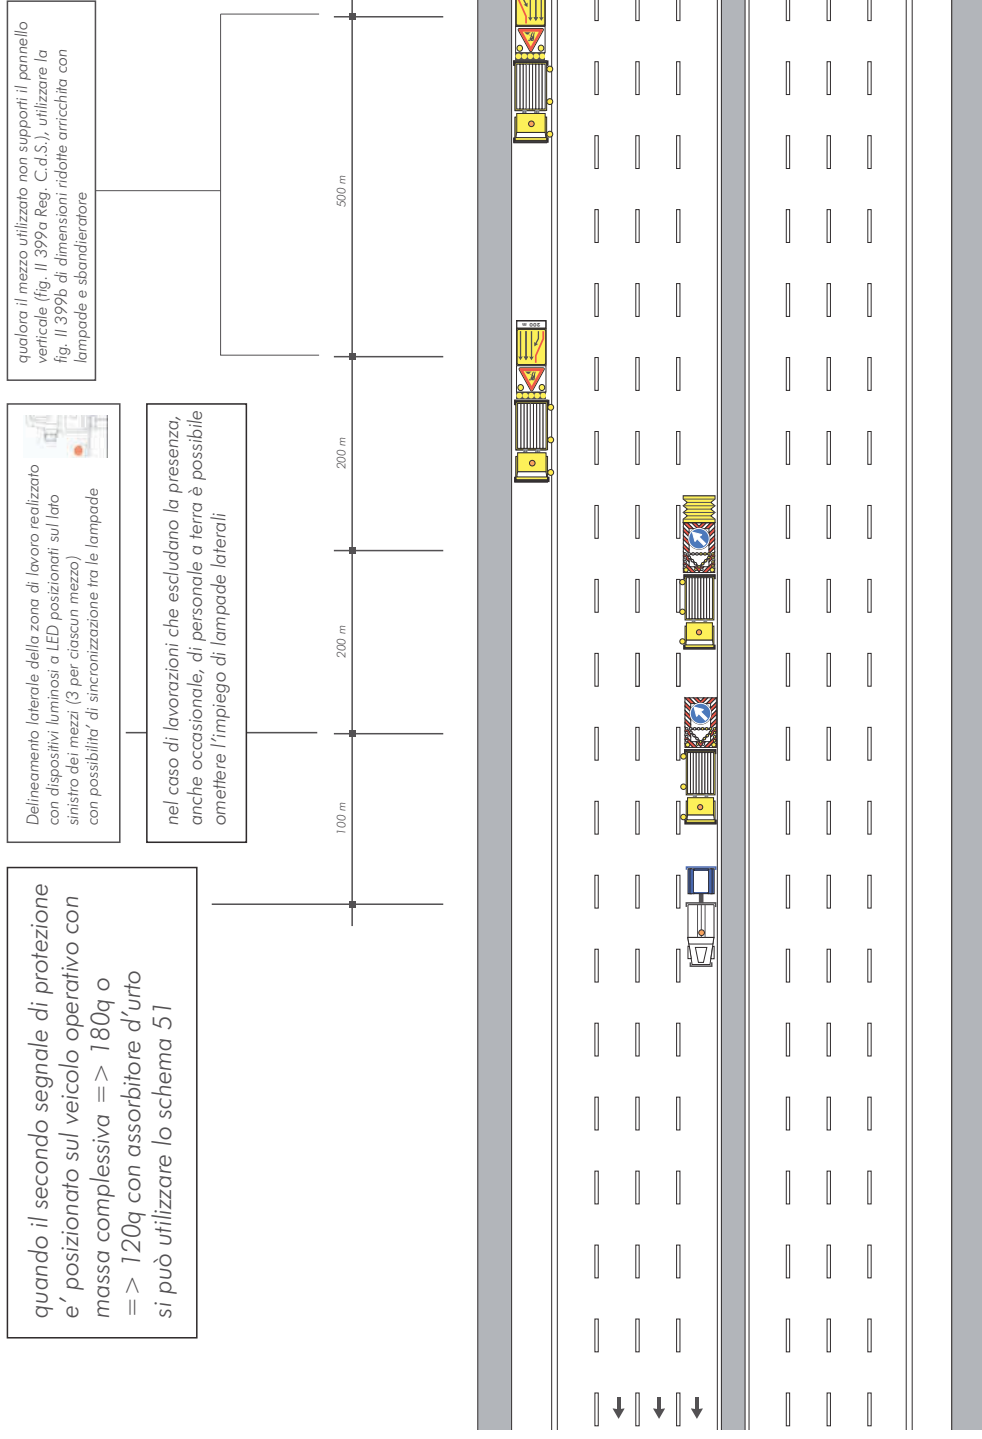 qualora il mezzo utilizzato non supporti il pannello
verticale (fig. II 399a Reg. C.d.S.), utilizzare la
fig. II 399b di dimensioni ridotte arricchita con
lampade e sbandieratore
Delineamento laterale della zona di lavoro realizzato
con dispositivi luminosi a LED posizionati sul lato
sinistro dei mezzi (3 per ciascun mezzo)
con possibilita' di sincronizzazione tra le lampade
nel caso di lavorazioni che escludano la presenza,
anche occasionale, di personale a terra è possibile
omettere l'impiego di lampade laterali
quando il secondo segnale di protezione
e' posizionato sul veicolo operativo con
massa complessiva => 180q o
=> 120q con assorbitore d'urto
si può utilizzare lo schema 51
500 m
200 m
200 m
100 m
500 m